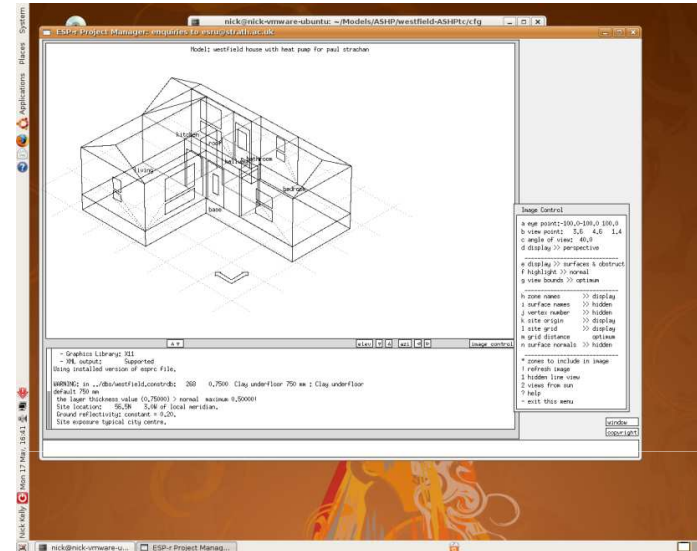 System
Places
Applications
Mon 17 May, 16:41
Nick Kelly
nick@nick-vmware-ubuntu: ~/Models/ASHP/westfield-ASHPtc/cfg
ESP-r Project Manager: enquiries to esru@strath.ac.uk
Model: westfield house with heat pump for paul strachan
kitchen
roof
bathroom
living
bedroom
base
Image Control
a eye point:-100.0-100.0 100.0
b view point: 3.6 4.6 1.4
c angle of view: 40.0
d display >> perspective
e display >> surfaces & obstruct
f highlight >> normal
g view bounds >> optimum
h zone names >> display
i surface names >> hidden
j vertex number >> hidden
k site origin >> display
l site grid >> display
m grid distance optimum
n surface normals >> hidden
* zones to include in image
! refresh image
1 hidden line view
2 views from sun
? help
- exit this menu
elev
azi
image control
- Graphics Library: X11
- XML output: Supported
Using installed version of esprc file.
WARNING: in ../dbs/westfield.constrdb: 268 0.7500 Clay underfloor 750 mm : Clay underfloor
default 750 mm
the layer thickness value (0.75000) > normal maximum 0.50000!
Site location: 56.5N 3.0W of local meridian.
Ground reflectivity: constant = 0.20.
Site exposure typical city centre.
window
copyright
nick@nick-vmware-u...
ESP-r Project Manag...